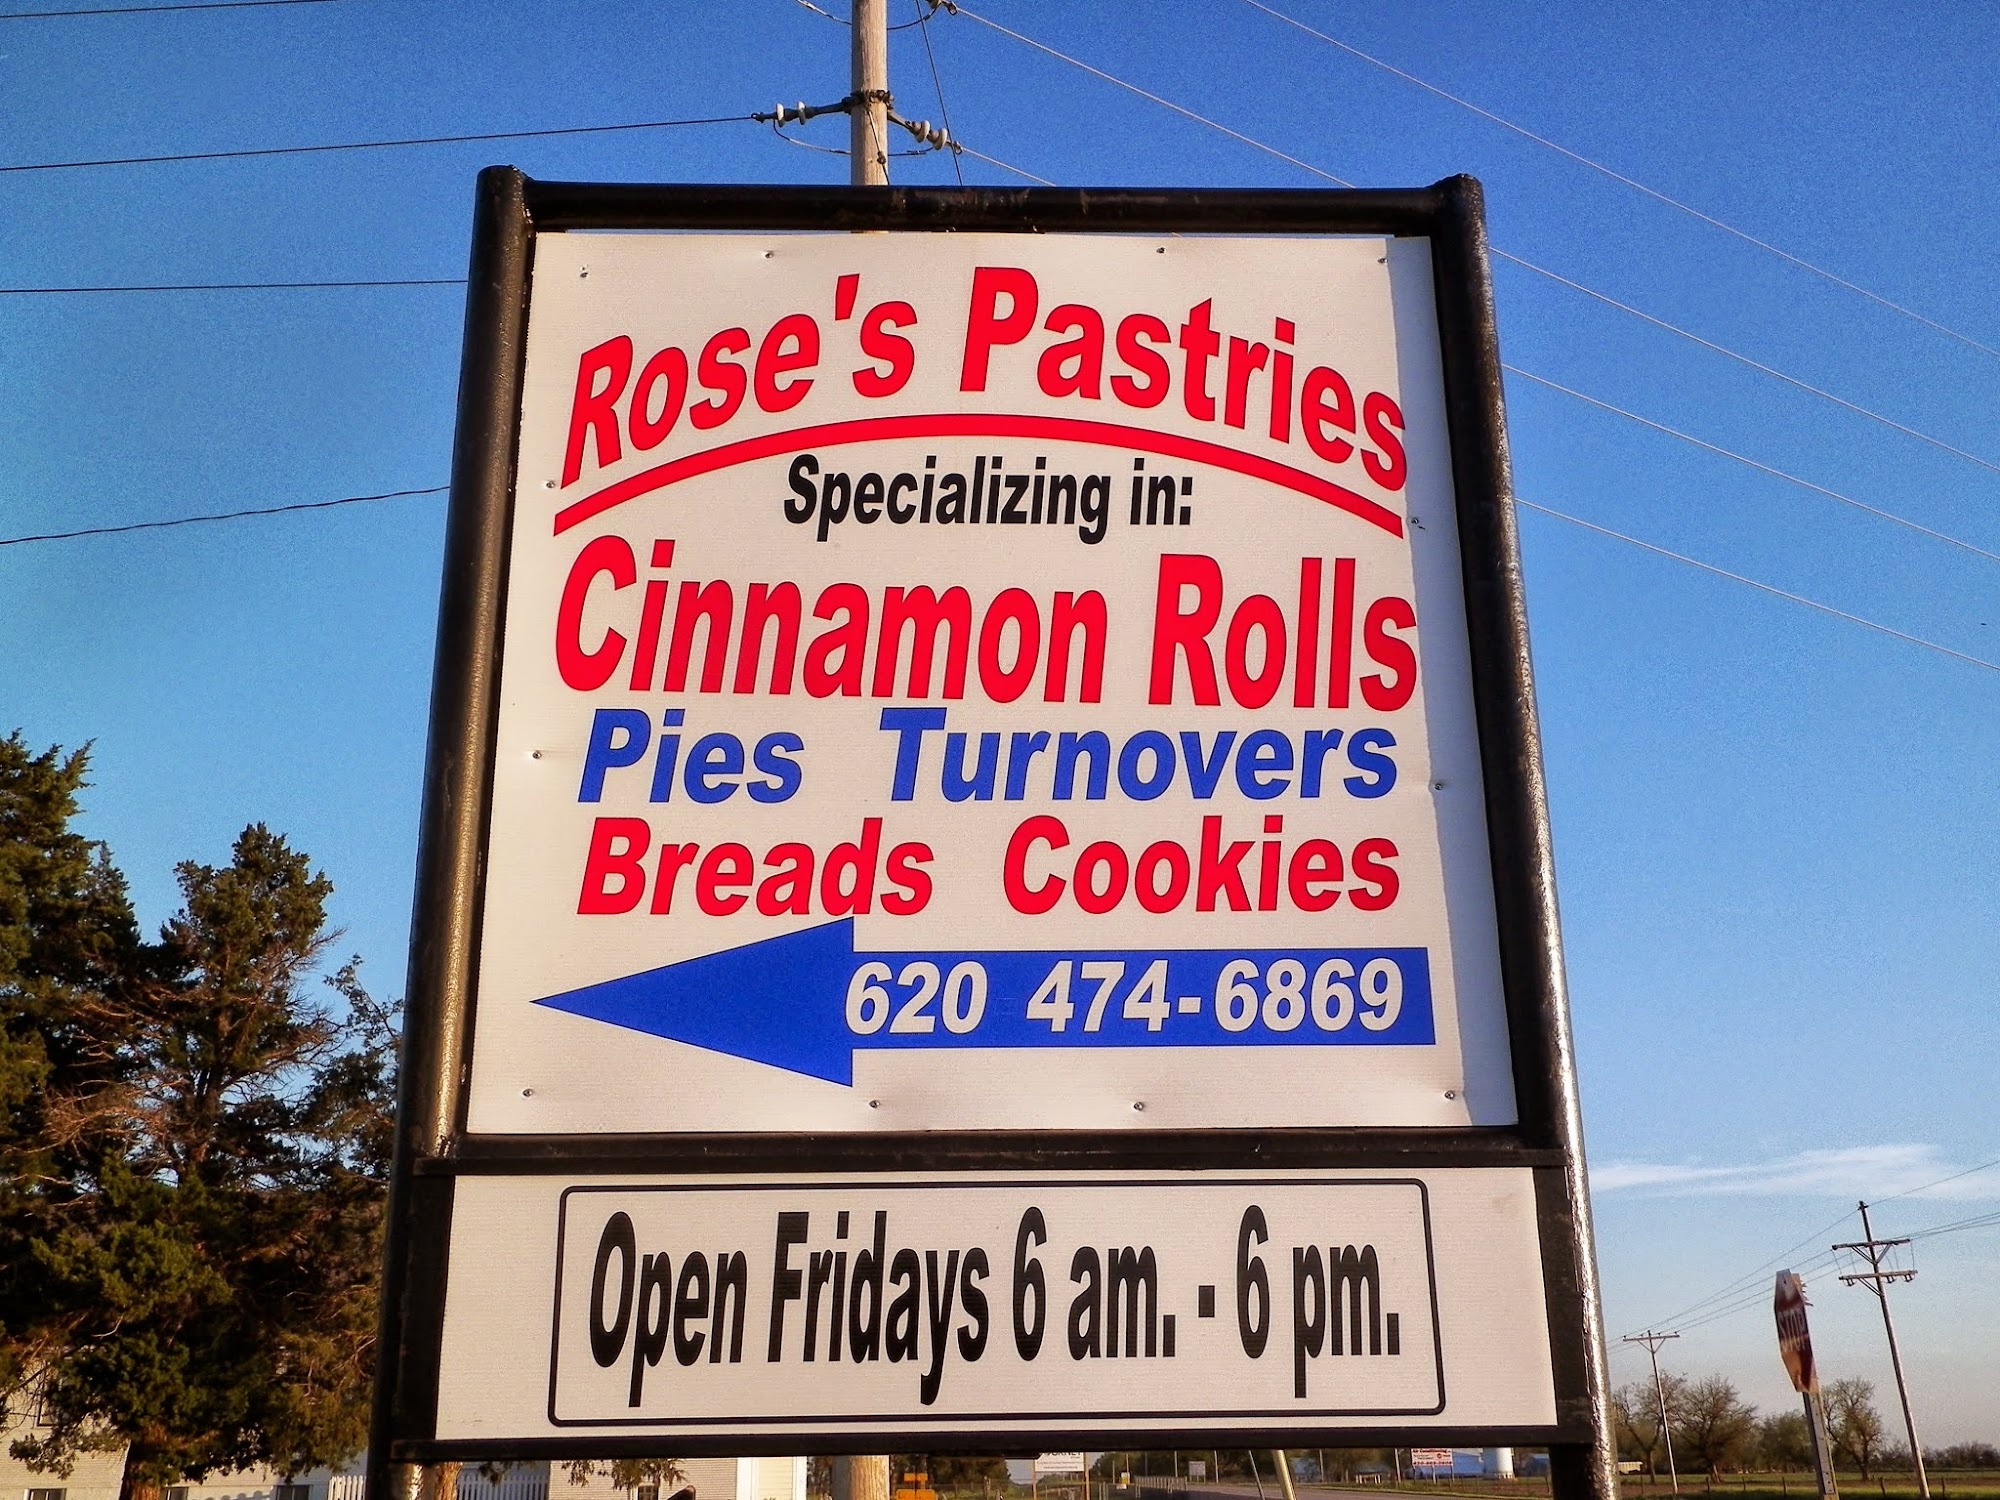 Rose's Pastries
Specializing in:
Cinnamon Rolls
Pies Turnovers
Breads Cookies
620 474-6869
Open Fridays 6 am. - 6 pm.
STOP